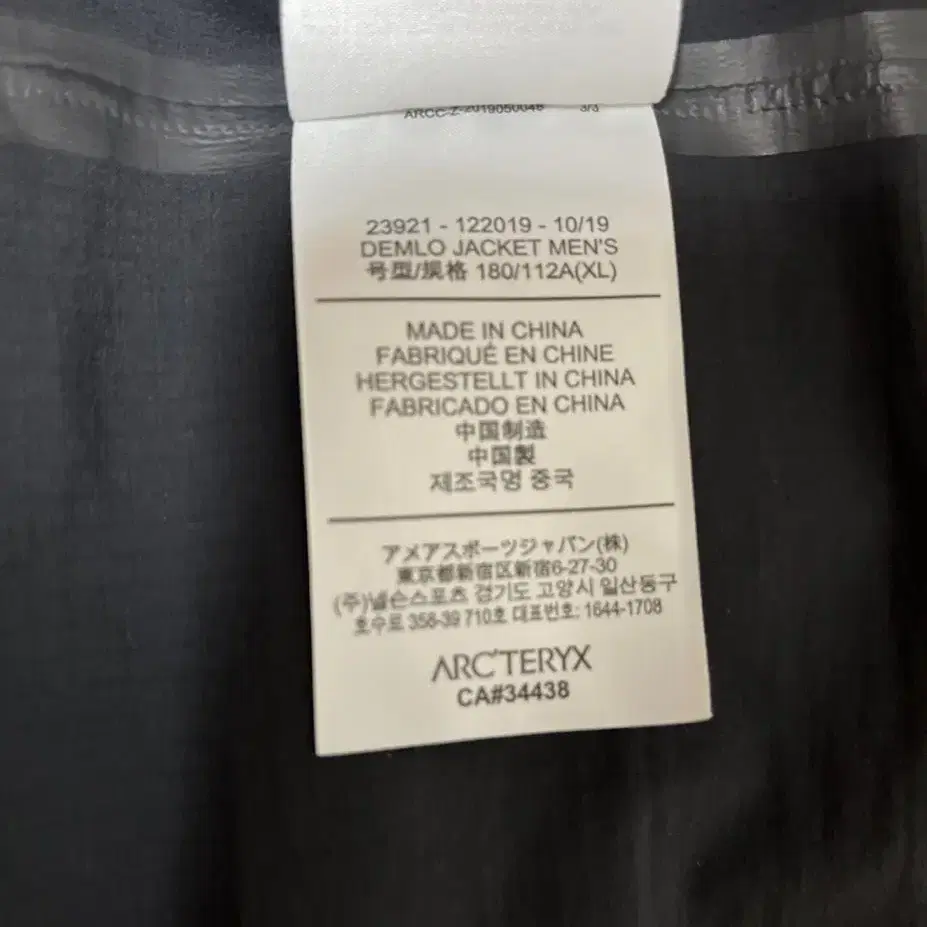 ARCC-Z-2019050048 3/3
23921 - 122019 - 10/19
DEMLO JACKET MEN'S
号型/規格 180/112A(XL)
MADE IN CHINA
FABRIQUÉ EN CHINE
HERGESTELLT IN CHINA
FABRICADO EN CHINA
中国制造
中国製
제조국명 중국
アメアスポーツジャパン(株)
東京都新宿区新宿6-27-30
(주)넬슨스포츠 경기도 고양시 일산동구
호수로 358-39 710호 대표번호: 1644-1708
ARC'TERYX
CA#34438